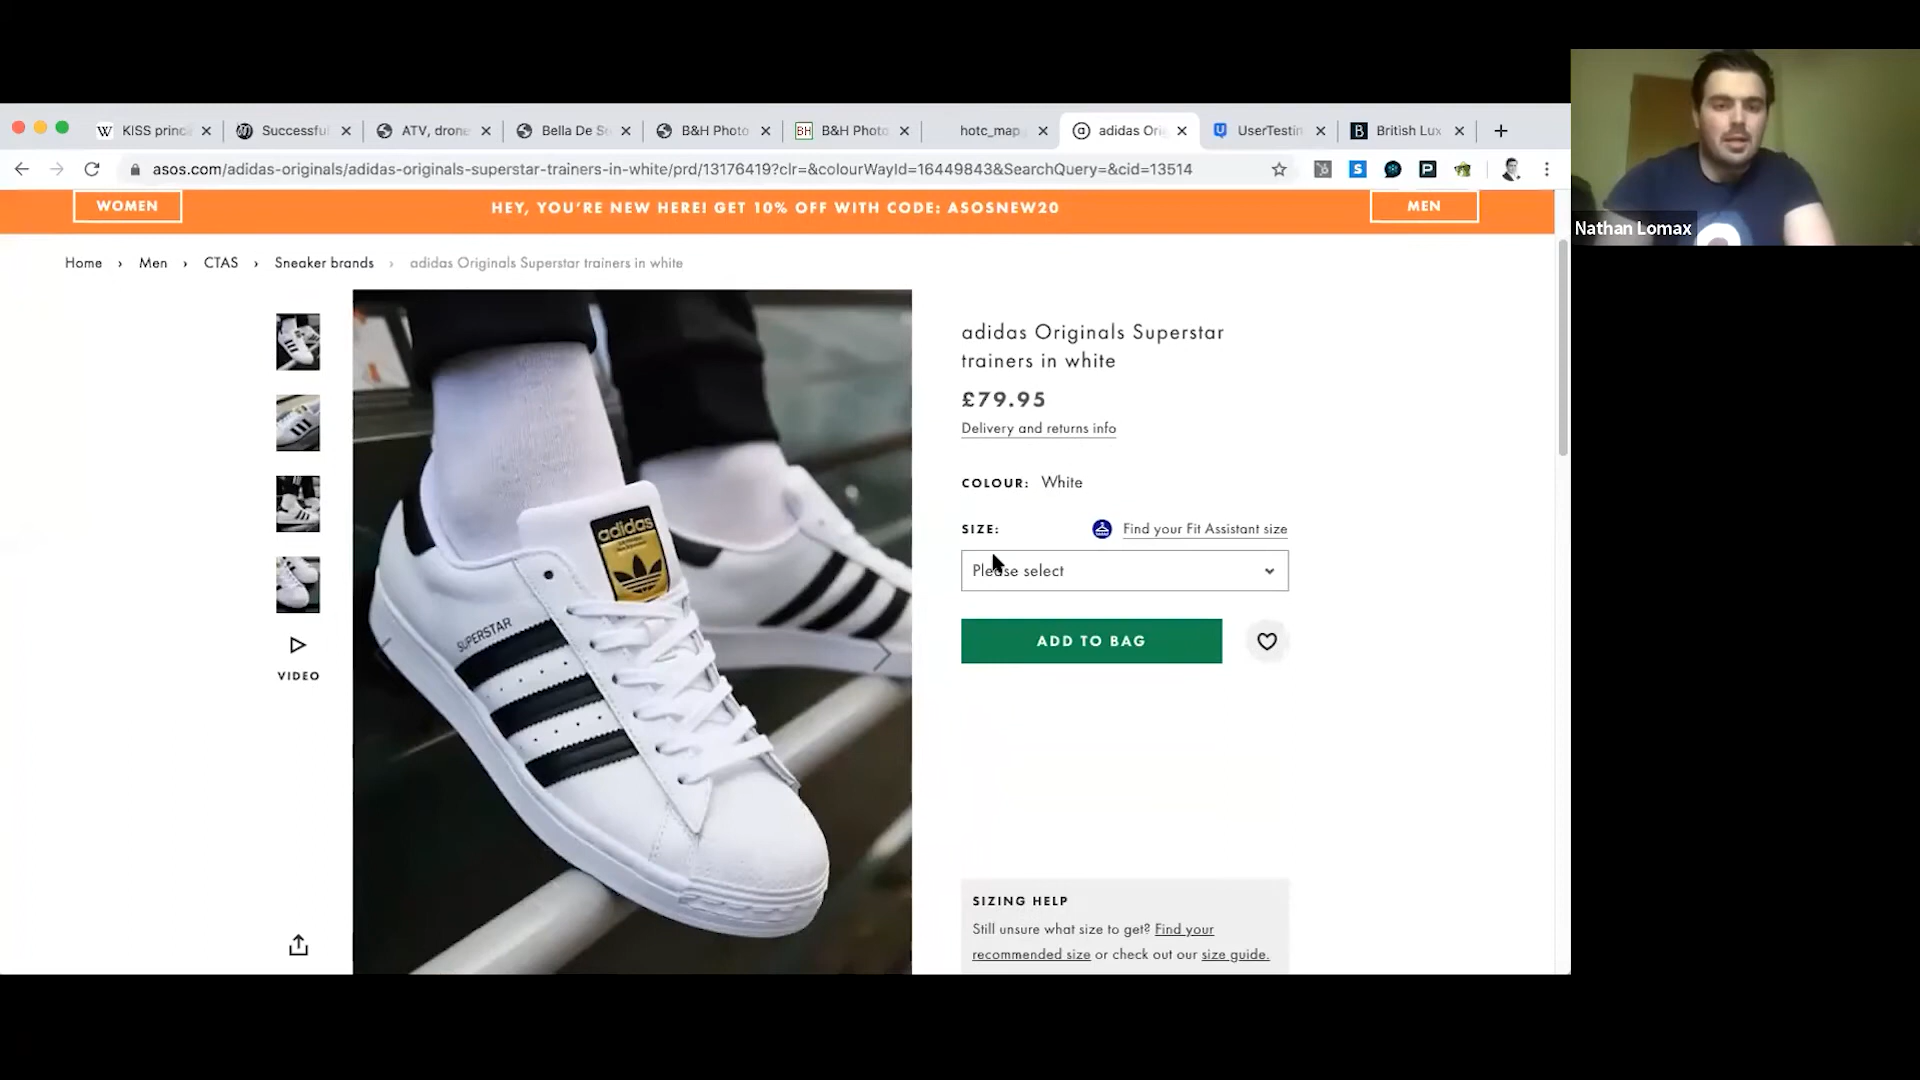 KISS princ
Successful
ATV, drone
Bella De S
B&H Photo
BH B&H Photo
hotc_map
adidas Ori
UserTestin
British Lux
asos.com/adidas-originals/adidas-originals-superstar-trainers-in-white/prd/13176419?clr=&colourWayId=16449843&SearchQuery=&cid=13514
WOMEN
HEY, YOU'RE NEW HERE! GET 10% OFF WITH CODE: ASOSNEW20
MEN
Nathan Lomax
Home › Men › CTAS › Sneaker brands › adidas Originals Superstar trainers in white
adidas Originals Superstar
trainers in white
£79.95
Delivery and returns info
COLOUR: White
SIZE:
Find your Fit Assistant size
Please select
ADD TO BAG
adidas
SUPERSTAR
VIDEO
SIZING HELP
Still unsure what size to get? Find your
recommended size or check out our size guide.